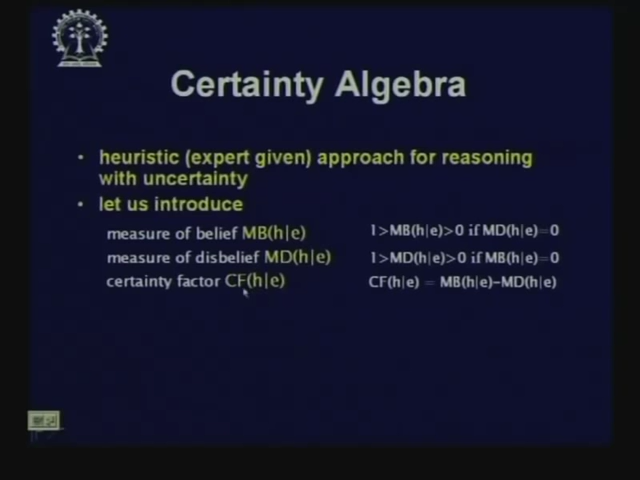 Certainty Algebra
• heuristic (expert given) approach for reasoning
with uncertainty
• let us introduce
measure of belief MB(h|e) 1>MB(h|e)>0 if MD(h|e)=0
measure of disbelief MD(h|e) 1>MD(h|e)>0 if MB(h|e)=0
certainty factor CF(h|e) CF(h|e) = MB(h|e)-MD(h|e)